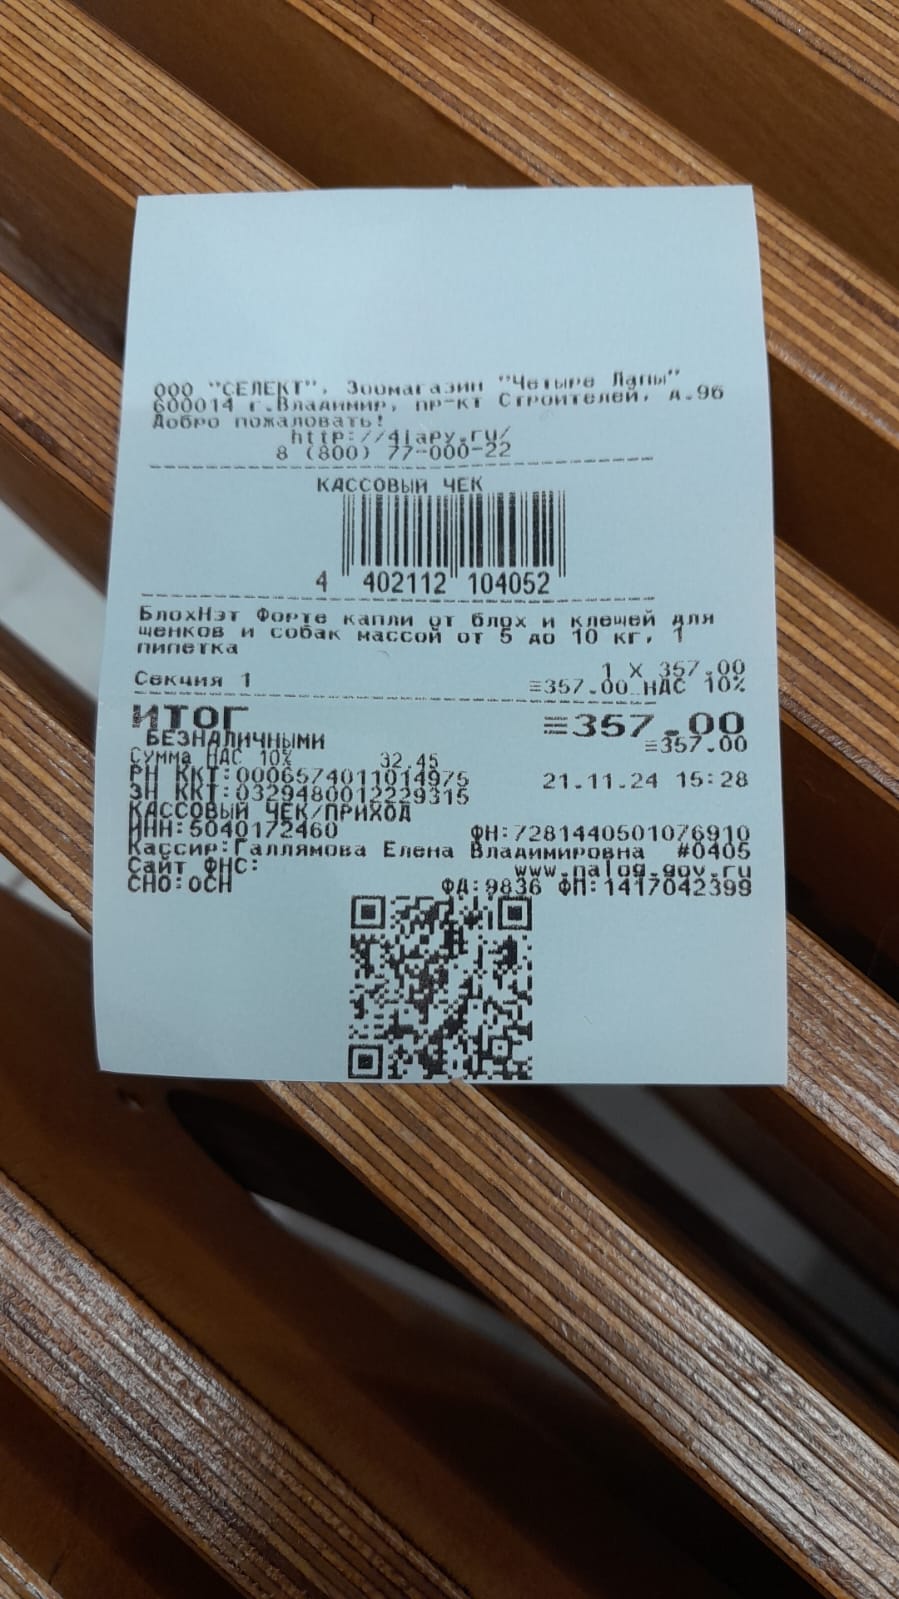 ООО "СЕЛЕКТ", Зоомагазин "Четыре Лапы"
600014 г.Владимир, пр-кт Строителей, д.96
Добро пожаловать!
http://4lapy.ru/
8 (800) 77-000-22
КАССОВЫЙ ЧЕК
4 402112 104052
БлохНэт Форте капли от блох и клещей для
щенков и собак массой от 5 до 10 кг, 1
пипетка
1 X 357.00
Секция 1 ≡357.00 НДС 10%
ИТОГ ≡357.00
БЕЗНАЛИЧНЫМИ ≡357.00
Сумма НДС 10% 32.45
РН ККТ:0006574011014975 21.11.24 15:28
ЗН ККТ:0329480012229315
КАССОВЫЙ ЧЕК/ПРИХОД
ИНН:5040172460 ФН:7281440501076910
Кассир:Галлямова Елена Владимировна #0405
Сайт ФНС: www.nalog.gov.ru
СНО:ОСН ФД:9836 ФП:1417042399